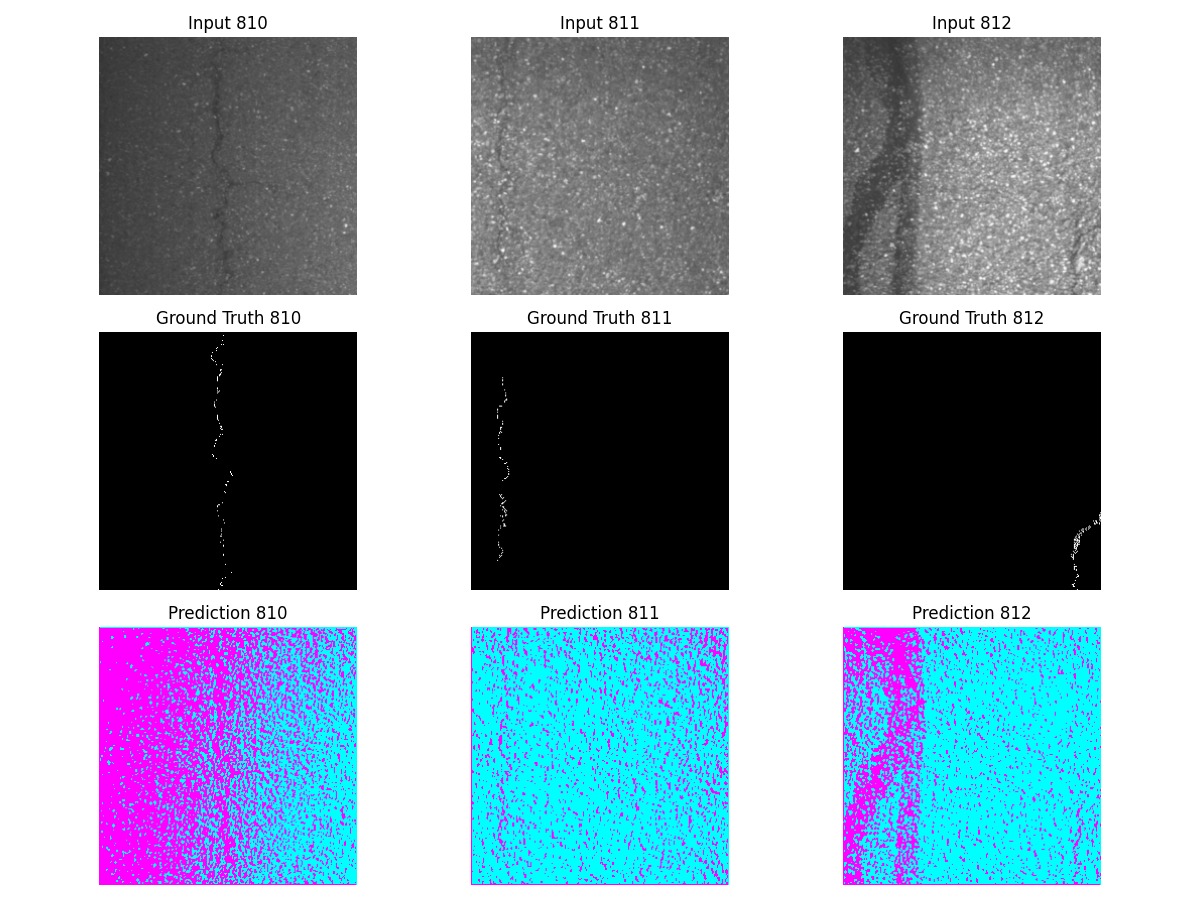 Input 810
Input 811
Input 812
Ground Truth 810
Ground Truth 811
Ground Truth 812
Prediction 810
Prediction 811
Prediction 812